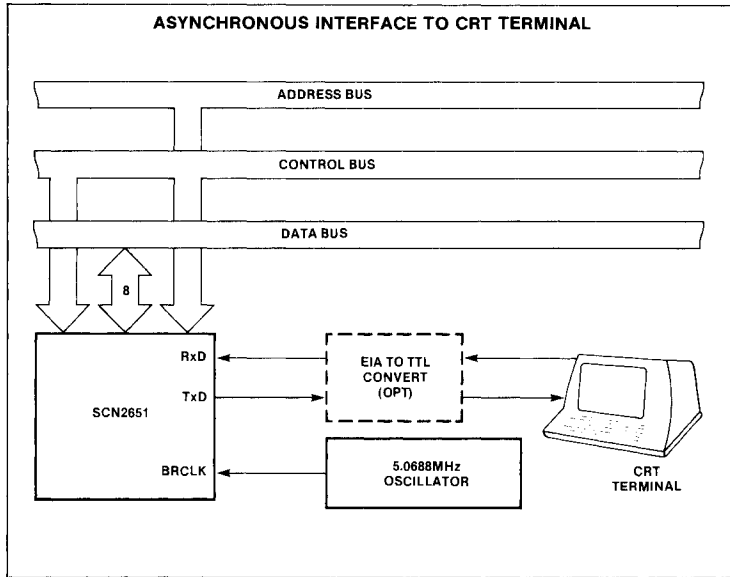 ASYNCHRONOUS INTERFACE TO CRT TERMINAL
ADDRESS BUS
CONTROL BUS
DATA BUS
8
RxD
TxD
SCN2651
BRCLK
EIA TO TTL
CONVERT
(OPT)
5.0688MHz
OSCILLATOR
CRT
TERMINAL